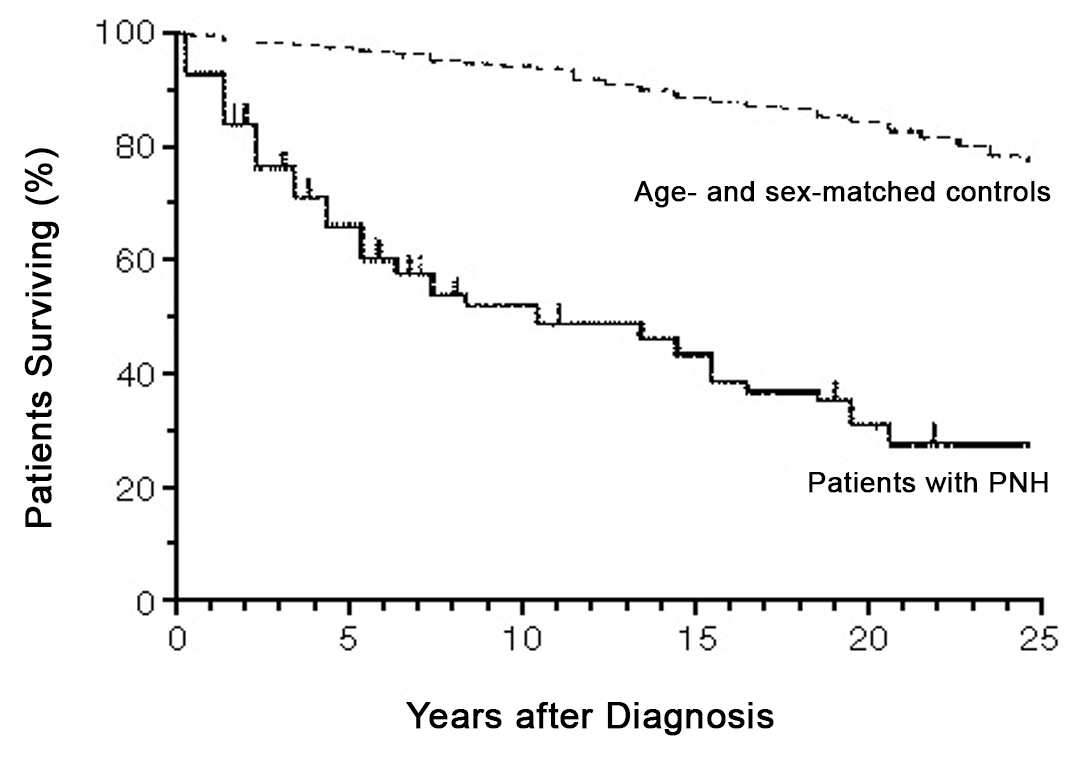 100
80
60
40
20
0
Patients Surviving (%)
Age- and sex-matched controls
Patients with PNH
0 5 10 15 20 25
Years after Diagnosis